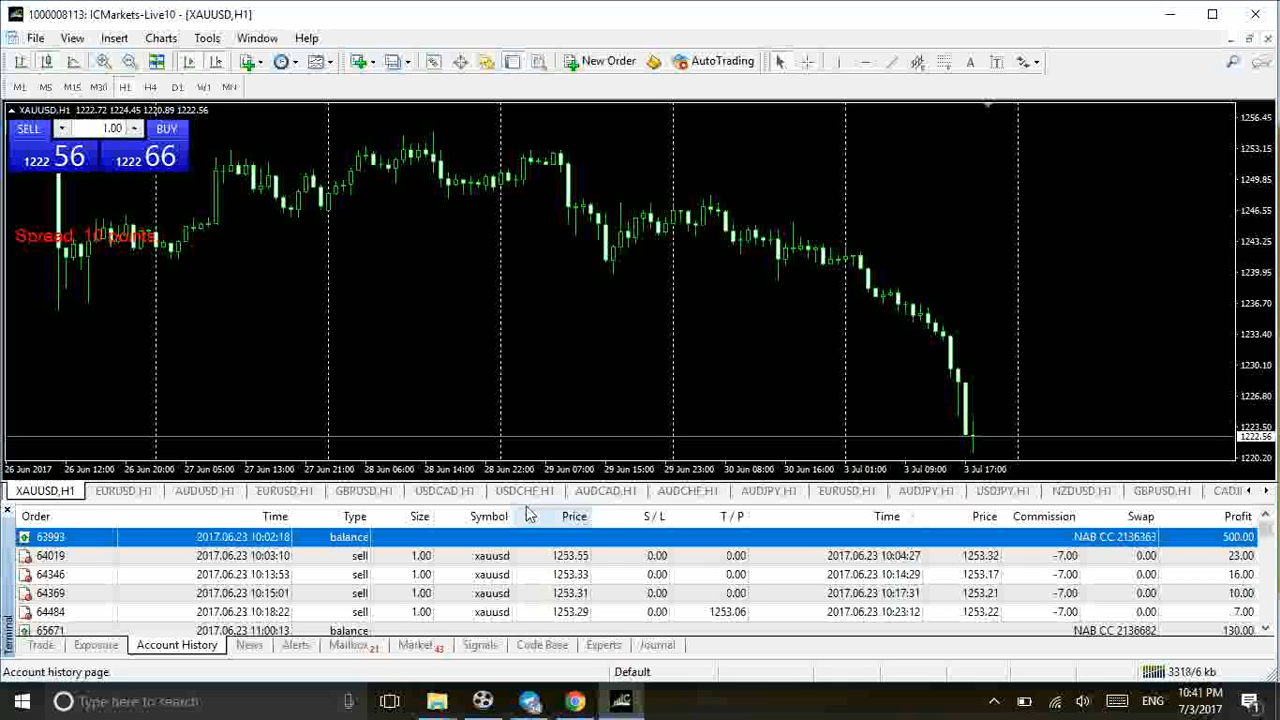 1000008113: ICMarkets-Live10 - [XAUUSD,H1]
File View Insert Charts Tools Window Help
New Order AutoTrading
M1 M5 M15 M30 H1 H4 D1 W1 MN
XAUUSD,H1 1222.72 1224.45 1220.89 1222.56
SELL 1.00 BUY
1222 56 1222 66
Spread 10 points
1256.45
1253.15
1249.85
1246.55
1243.25
1239.95
1236.70
1233.40
1230.10
1226.80
1223.50
1222.56
1220.20
26 Jun 2017 26 Jun 12:00 26 Jun 20:00 27 Jun 05:00 27 Jun 13:00 27 Jun 21:00 28 Jun 06:00 28 Jun 14:00 28 Jun 22:00 29 Jun 07:00 29 Jun 15:00 29 Jun 23:00 30 Jun 08:00 30 Jun 16:00 3 Jul 01:00 3 Jul 09:00 3 Jul 17:00
XAUUSD,H1 EURUSD,H1 AUDUSD,H1 EURUSD,H1 GBPUSD,H1 USDCAD,H1 USDCHF,H1 AUDCAD,H1 AUDCHF,H1 AUDJPY,H1 EURUSD,H1 AUDJPY,H1 USDJPY,H1 NZDUSD,H1 GBPUSD,H1
Order Time Type Size Symbol Price S / L T / P Time Price Commission Swap Profit
63993 2017.06.23 10:02:18 balance NAB CC 2136363 500.00
64019 2017.06.23 10:03:10 sell 1.00 xauusd 1253.55 0.00 0.00 2017.06.23 10:04:27 1253.32 -7.00 0.00 23.00
64346 2017.06.23 10:13:53 sell 1.00 xauusd 1253.33 0.00 0.00 2017.06.23 10:14:29 1253.17 -7.00 0.00 16.00
64369 2017.06.23 10:15:01 sell 1.00 xauusd 1253.31 0.00 0.00 2017.06.23 10:17:31 1253.21 -7.00 0.00 10.00
64484 2017.06.23 10:18:22 sell 1.00 xauusd 1253.29 0.00 1253.06 2017.06.23 10:23:12 1253.22 -7.00 0.00 7.00
65671 2017.06.23 11:00:13 balance NAB CC 2136682 130.00
Terminal
Trade Exposure Account History News Alerts Mailbox 21 Market 43 Signals Code Base Experts Journal
Account history page Default 3318/6 kb
Type here to search ENG 10:41 PM
7/3/2017